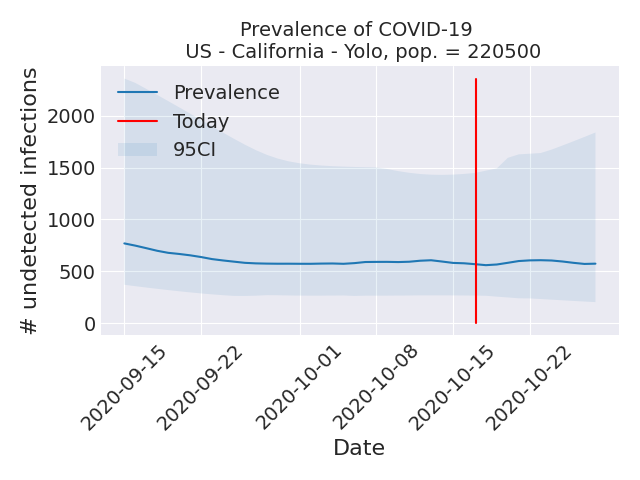 Prevalence of COVID-19
US - California - Yolo, pop. = 220500
# undetected infections
2000
1500
1000
500
0
Prevalence
Today
95CI
2020-09-15
2020-09-22
2020-10-01
2020-10-08
2020-10-15
2020-10-22
Date